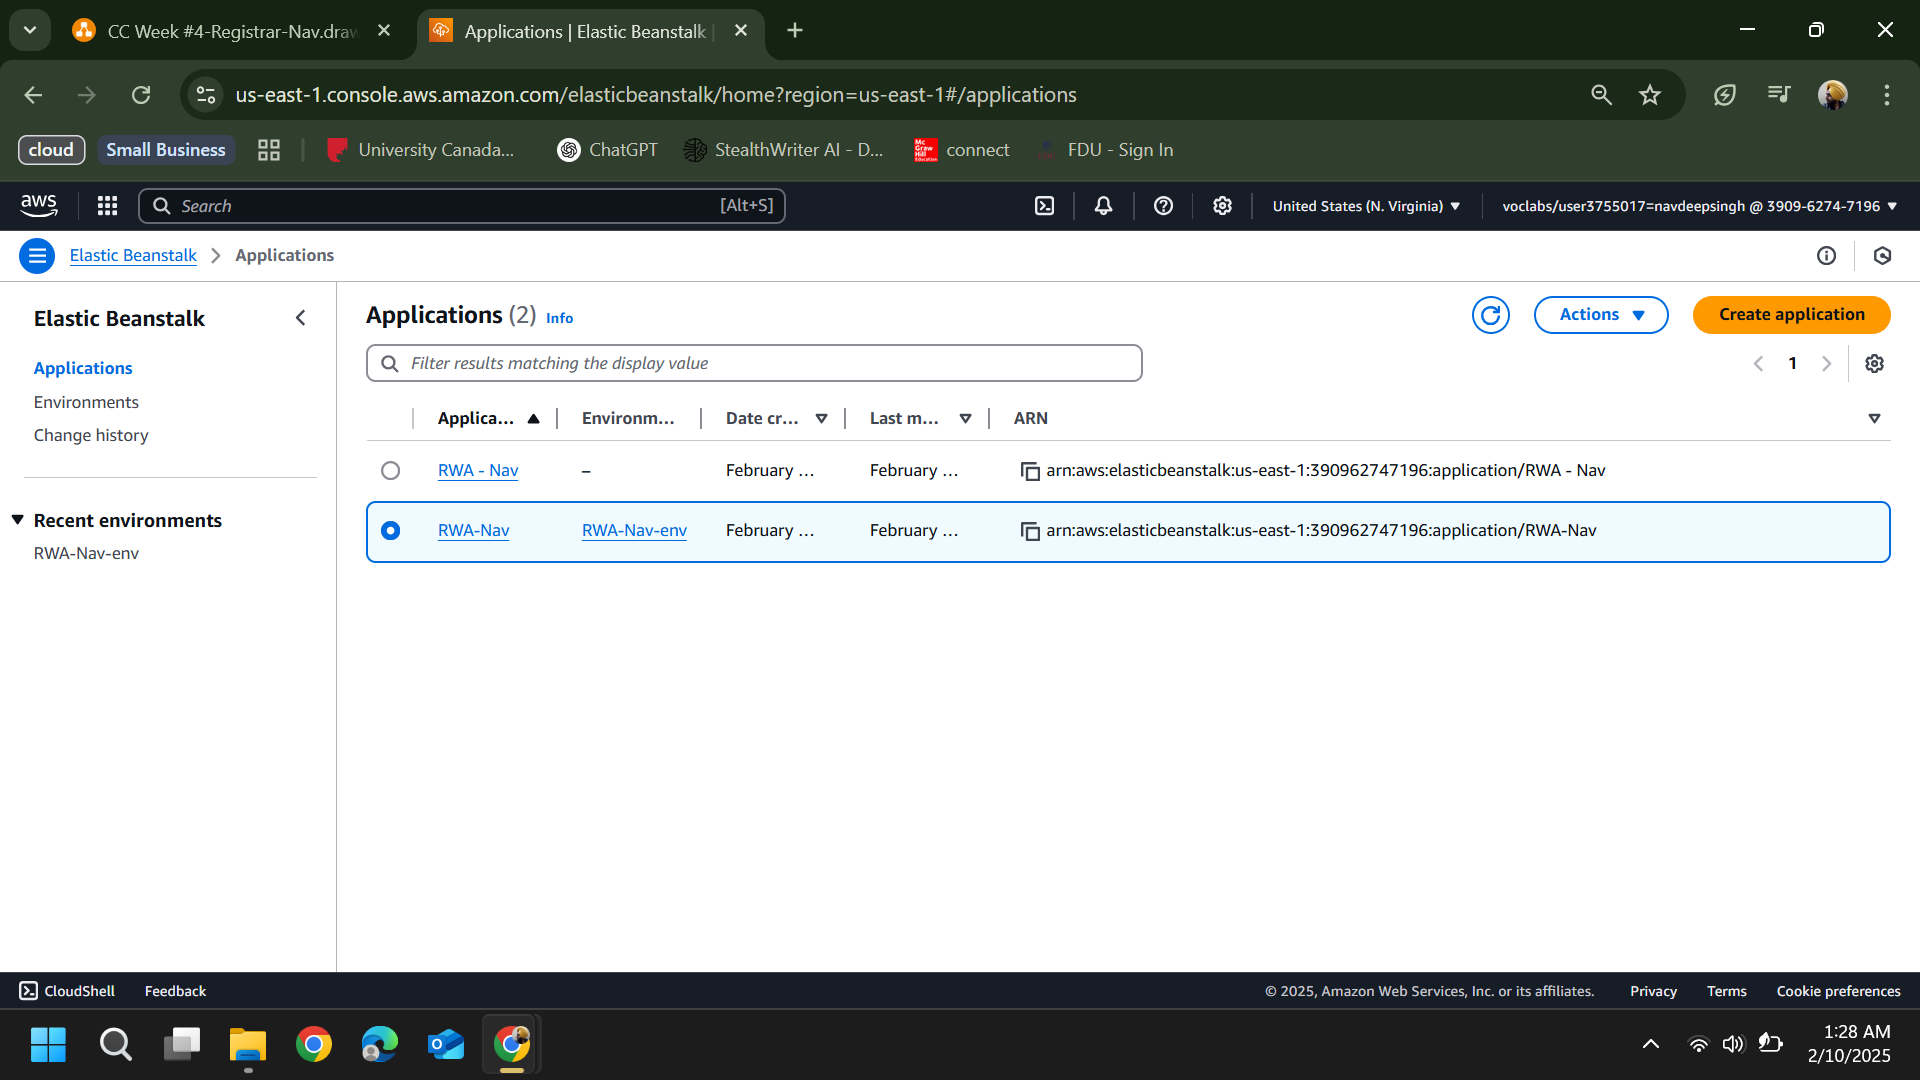 CC Week #4-Registrar-Nav.draw
Applications | Elastic Beanstalk
us-east-1.console.aws.amazon.com/elasticbeanstalk/home?region=us-east-1#/applications
cloud Small Business University Canada... ChatGPT StealthWriter AI - D... connect FDU - Sign In
aws Search [Alt+S] United States (N. Virginia) voclabs/user3755017=navdeepsingh @ 3909-6274-7196
Elastic Beanstalk Applications
Elastic Beanstalk
Applications
Environments
Change history
Recent environments
RWA-Nav-env
Applications (2) Info
Actions
Create application
Filter results matching the display value
1
Applica... Environm... Date cr... Last m... ARN
RWA - Nav – February ... February ... arn:aws:elasticbeanstalk:us-east-1:390962747196:application/RWA - Nav
RWA-Nav RWA-Nav-env February ... February ... arn:aws:elasticbeanstalk:us-east-1:390962747196:application/RWA-Nav
CloudShell Feedback © 2025, Amazon Web Services, Inc. or its affiliates. Privacy Terms Cookie preferences
1:28 AM
2/10/2025